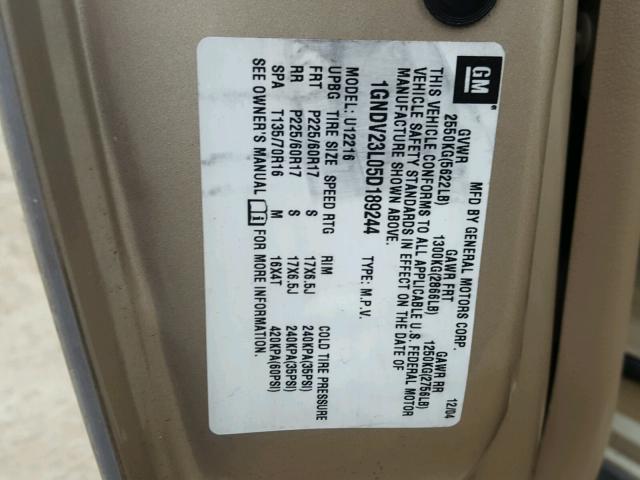 GM
MFD BY GENERAL MOTORS CORP. 12/04
GVWR GAWR FRT GAWR RR
2550KG(5622LB) 1300KG(2866LB) 1250KG(2756LB)
THIS VEHICLE CONFORMS TO ALL APPLICABLE U.S. FEDERAL MOTOR
VEHICLE SAFETY STANDARDS IN EFFECT ON THE DATE OF
MANUFACTURE SHOWN ABOVE.
1GNDV23L05D189244 TYPE: M.P.V.
MODEL: U12216
UPBG TIRE SIZE SPEED RTG RIM COLD TIRE PRESSURE
FRT P225/60R17 S 17X6.5J 240KPA(35PSI)
RR P225/60R17 S 17X6.5J 240KPA(35PSI)
SPA T135/70R16 M 16X4T 420KPA(60PSI)
SEE OWNER'S MANUAL i FOR MORE INFORMATION.